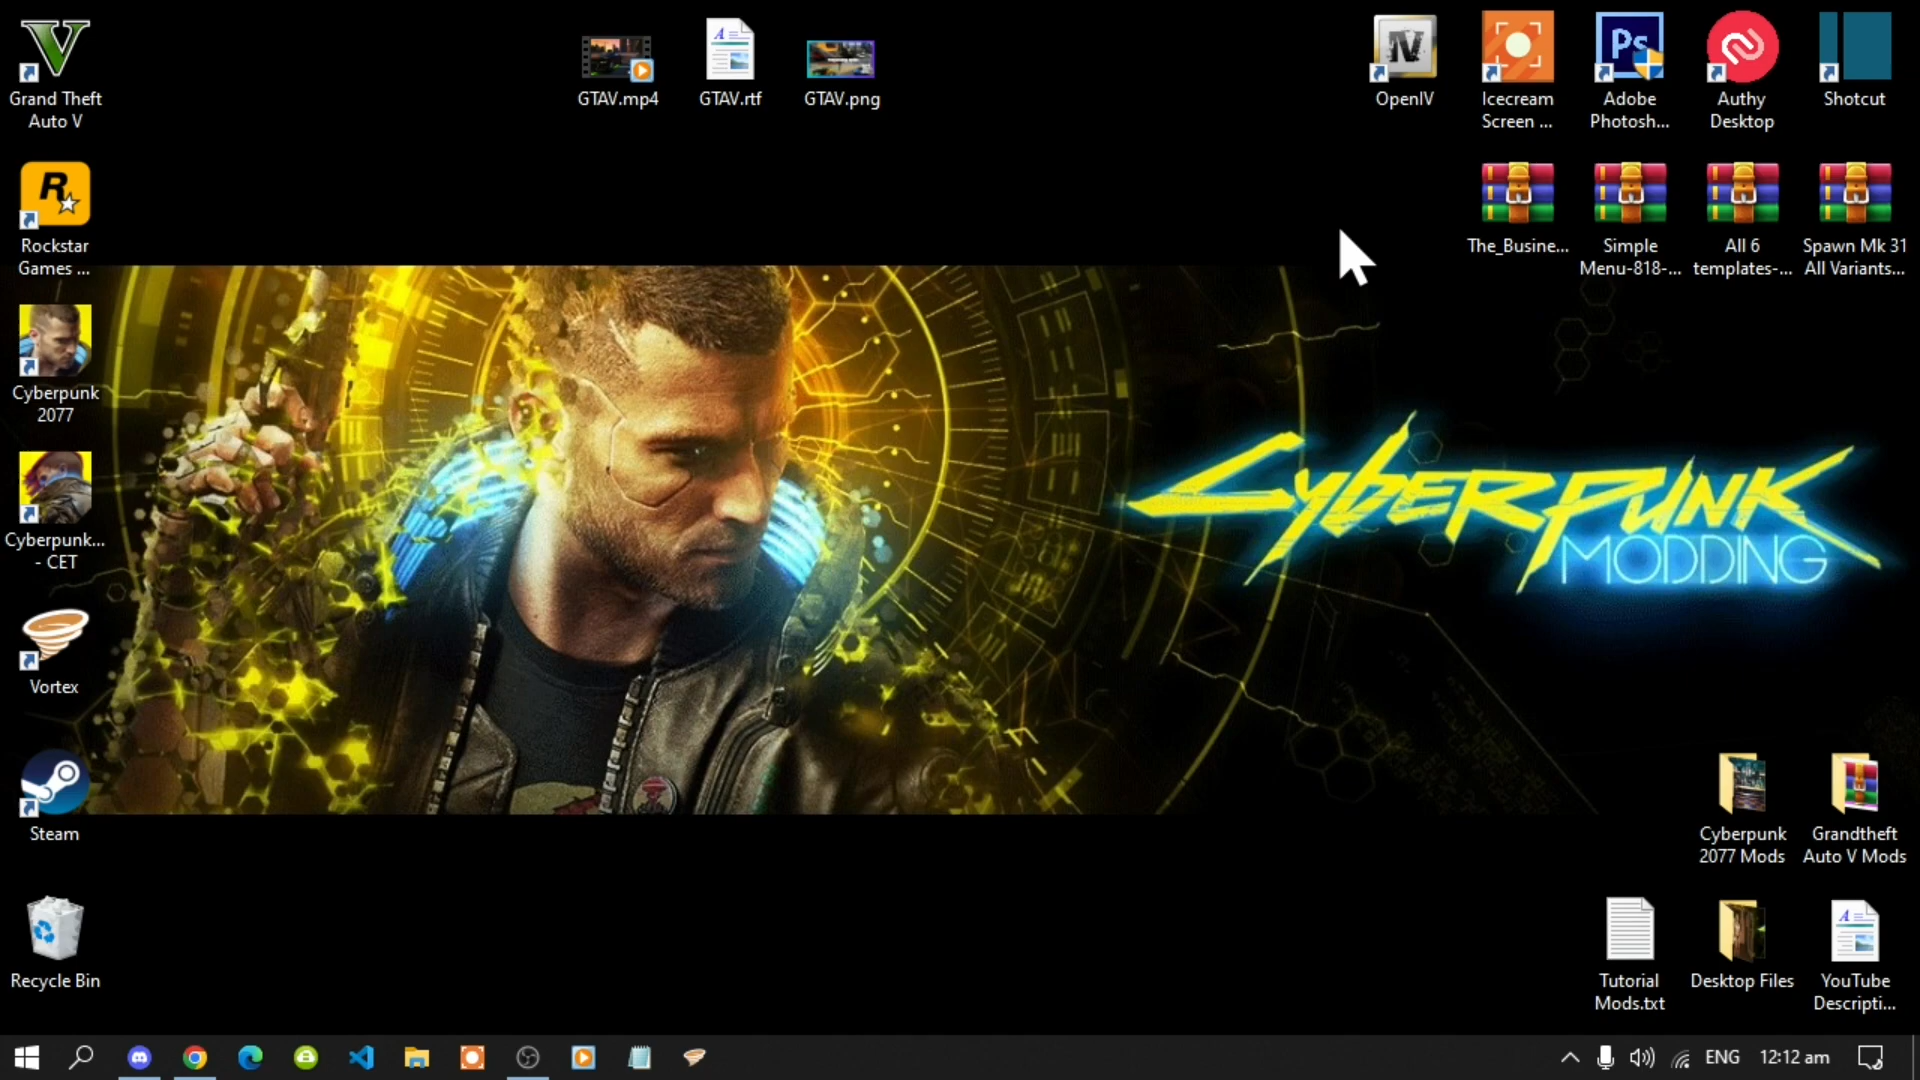 Grand Theft
Auto V
GTAV.mp4
GTAV.rtf
GTAV.png
OpenIV
Icecream
Screen ...
Ps
Adobe
Photosh...
Authy
Desktop
Shotcut
Rockstar
Games ...
The_Busine...
Simple
Menu-818-...
All 6
templates-...
Spawn Mk 31
All Variants...
Cyberpunk
2077
Cyberpunk...
- CET
CYBERPUNK
MODDING
Vortex
Steam
Cyberpunk
2077 Mods
Grandtheft
Auto V Mods
Recycle Bin
Tutorial
Mods.txt
Desktop Files
YouTube
Descripti...
ENG
12:12 am